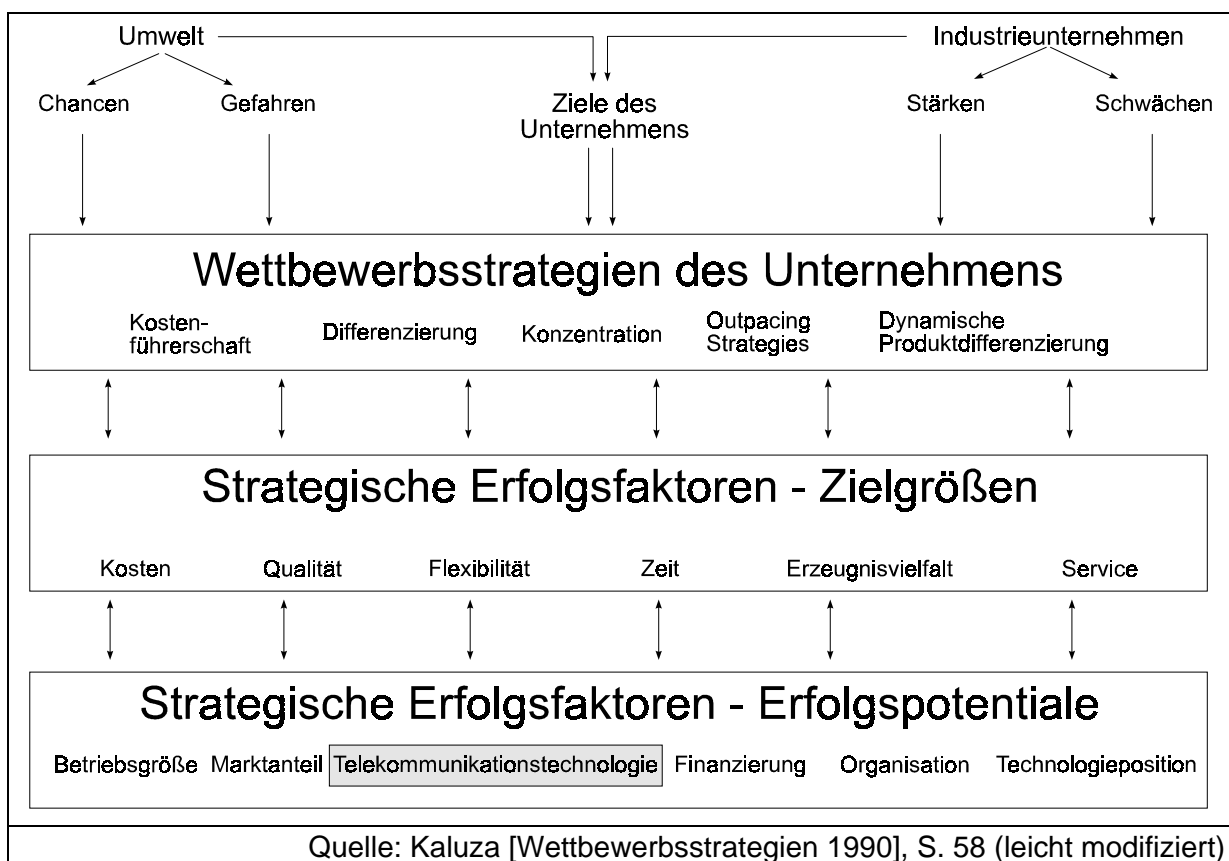 Umwelt Industrieunternehmen
Chancen Gefahren Ziele des Stärken Schwächen
Unternehmens
Wettbewerbsstrategien des Unternehmens
Kosten- Differenzierung Konzentration Outpacing Dynamische
führerschaft Strategies Produktdifferenzierung
Strategische Erfolgsfaktoren - Zielgrößen
Kosten Qualität Flexibilität Zeit Erzeugnisvielfalt Service
Strategische Erfolgsfaktoren - Erfolgspotentiale
Betriebsgröße Marktanteil Telekommunikationstechnologie Finanzierung Organisation Technologieposition
Quelle: Kaluza [Wettbewerbsstrategien 1990], S. 58 (leicht modifiziert)